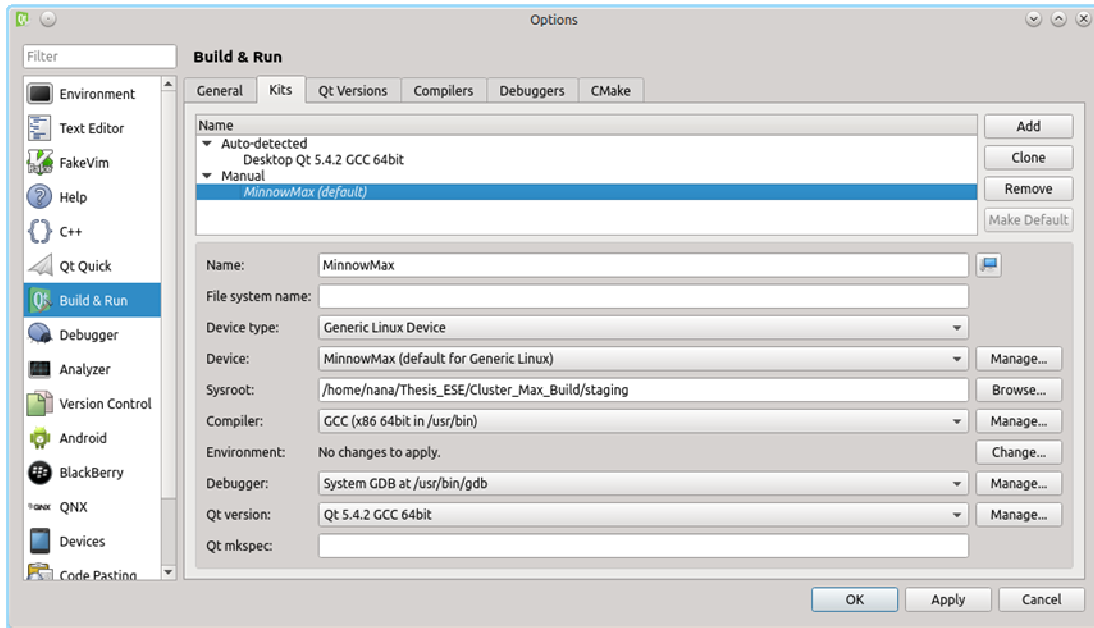 Options
Filter
Build & Run
Environment
Text Editor
FakeVim
Help
C++
Qt Quick
Build & Run
Debugger
Analyzer
Version Control
Android
BlackBerry
QNX
Devices
Code Pasting
General Kits Qt Versions Compilers Debuggers CMake
Name
Auto-detected
Desktop Qt 5.4.2 GCC 64bit
Manual
MinnowMax (default)
Add
Clone
Remove
Make Default
Name: MinnowMax
File system name:
Device type: Generic Linux Device
Device: MinnowMax (default for Generic Linux) Manage...
Sysroot: /home/nana/Thesis_ESE/Cluster_Max_Build/staging Browse...
Compiler: GCC (x86 64bit in /usr/bin) Manage...
Environment: No changes to apply. Change...
Debugger: System GDB at /usr/bin/gdb Manage...
Qt version: Qt 5.4.2 GCC 64bit Manage...
Qt mkspec:
OK Apply Cancel